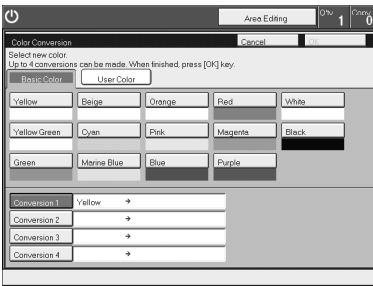 Area Editing Q'ty 1 Copy 0
Color Conversion Cancel OK
Select new color.
Up to 4 conversions can be made. When finished, press [OK] key.
Basic Color User Color
Yellow Beige Orange Red White
Yellow Green Cyan Pink Magenta Black
Green Marine Blue Blue Purple
Conversion 1 Yellow →
Conversion 2 →
Conversion 3 →
Conversion 4 →